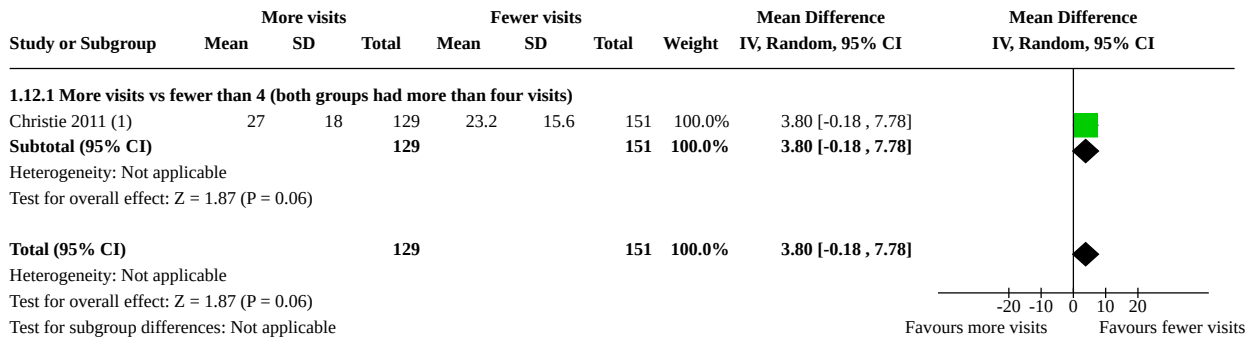 More visits Fewer visits Mean Difference Mean Difference
Study or Subgroup Mean SD Total Mean SD Total Weight IV, Random, 95% CI IV, Random, 95% CI
1.12.1 More visits vs fewer than 4 (both groups had more than four visits)
Christie 2011 (1) 27 18 129 23.2 15.6 151 100.0% 3.80 [-0.18 , 7.78]
Subtotal (95% CI) 129 151 100.0% 3.80 [-0.18 , 7.78]
Heterogeneity: Not applicable
Test for overall effect: Z = 1.87 (P = 0.06)
Total (95% CI) 129 151 100.0% 3.80 [-0.18 , 7.78]
Heterogeneity: Not applicable
Test for overall effect: Z = 1.87 (P = 0.06) -20 -10 0 10 20
Test for subgroup differences: Not applicable Favours more visits Favours fewer visits